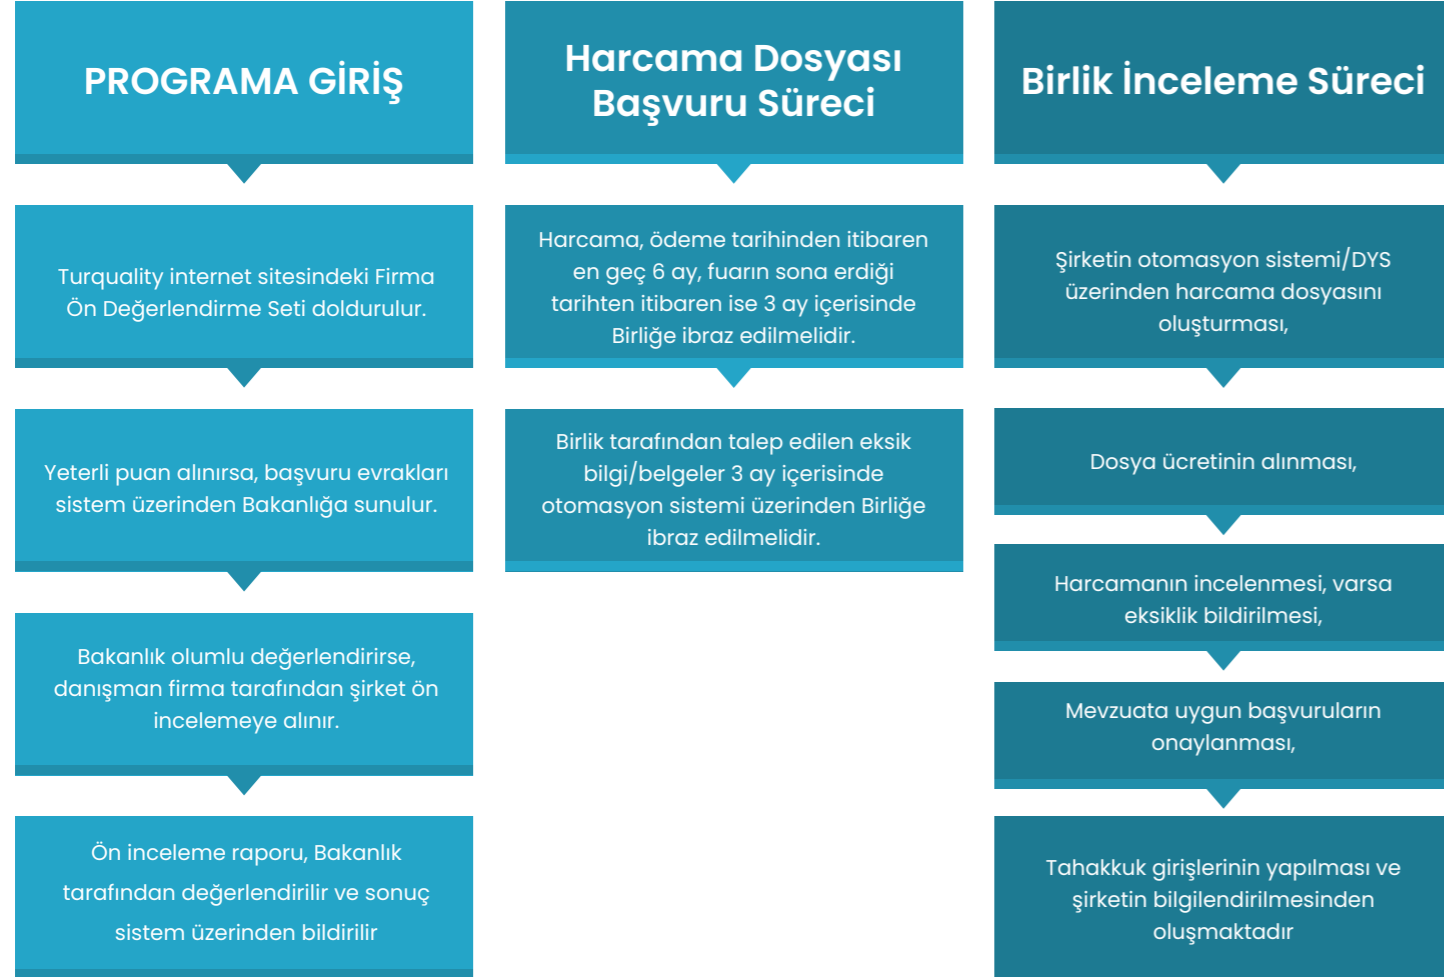 PROGRAMA GİRİŞ
Turquality internet sitesindeki Firma
Ön Değerlendirme Seti doldurulur.
Yeterli puan alınırsa, başvuru evrakları
sistem üzerinden Bakanlığa sunulur.
Bakanlık olumlu değerlendirirse,
danışman firma tarafından şirket ön
incelemeye alınır.
Ön inceleme raporu, Bakanlık
tarafından değerlendirilir ve sonuç
sistem üzerinden bildirilir
Harcama Dosyası
Başvuru Süreci
Harcama, ödeme tarihinden itibaren
en geç 6 ay, fuarın sona erdiği
tarihten itibaren ise 3 ay içerisinde
Birliğe ibraz edilmelidir.
Birlik tarafından talep edilen eksik
bilgi/belgeler 3 ay içerisinde
otomasyon sistemi üzerinden Birliğe
ibraz edilmelidir.
Birlik İnceleme Süreci
Şirketin otomasyon sistemi/DYS
üzerinden harcama dosyasını
oluşturması,
Dosya ücretinin alınması,
Harcamanın incelenmesi, varsa
eksiklik bildirilmesi,
Mevzuata uygun başvuruların
onaylanması,
Tahakkuk girişlerinin yapılması ve
şirketin bilgilendirilmesinden
oluşmaktadır